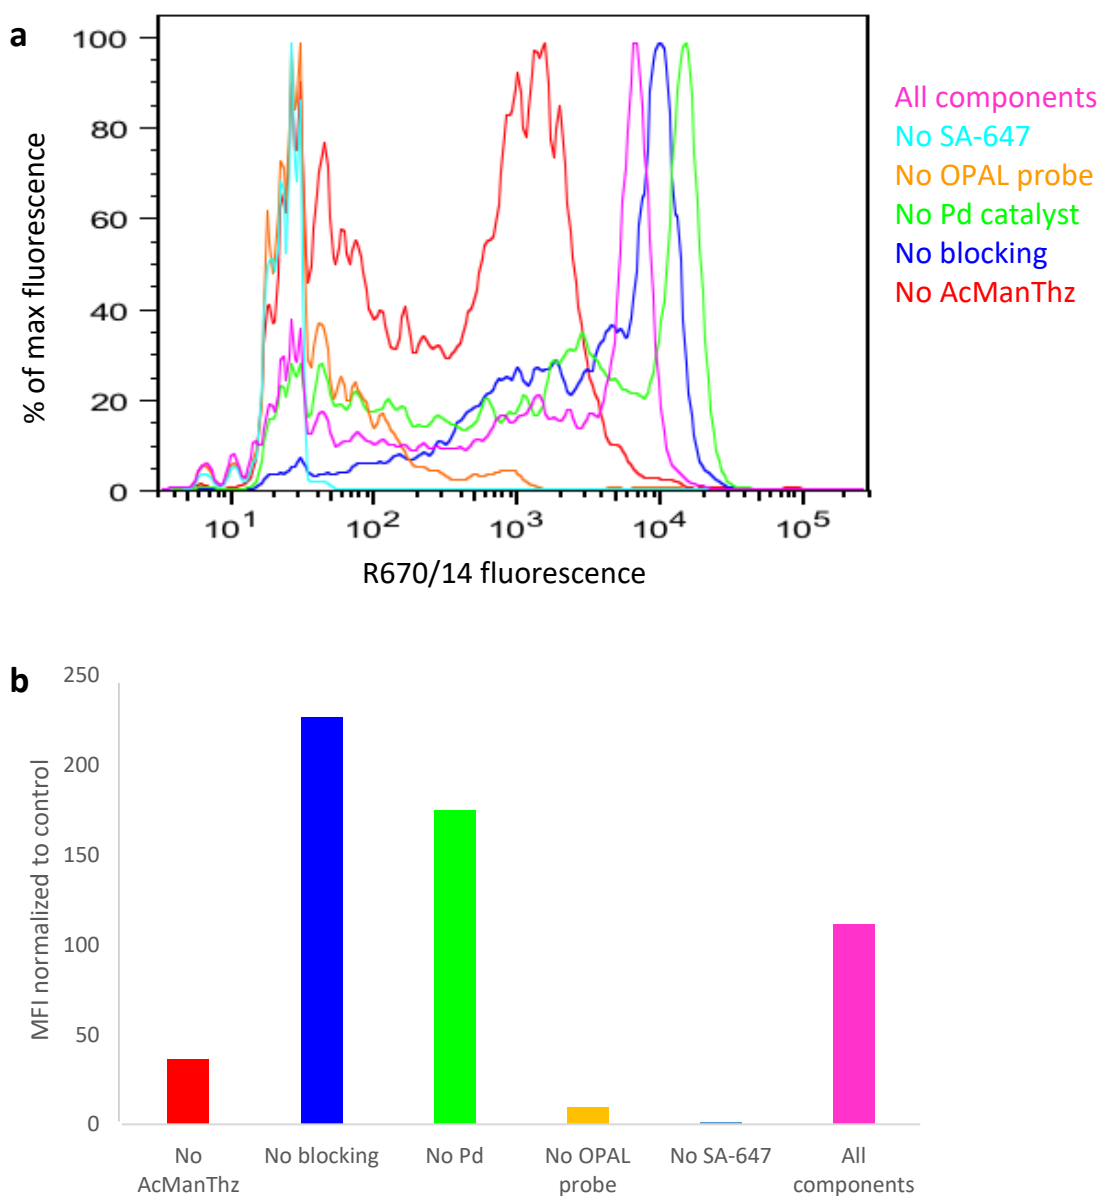 a
100
80
60
40
20
0
% of max fluorescence
10^1 10^2 10^3 10^4 10^5
R670/14 fluorescence
All components
No SA-647
No OPAL probe
No Pd catalyst
No blocking
No AcManThz
b
250
200
150
100
50
0
MFI normalized to control
No AcManThz
No blocking
No Pd
No OPAL probe
No SA-647
All components